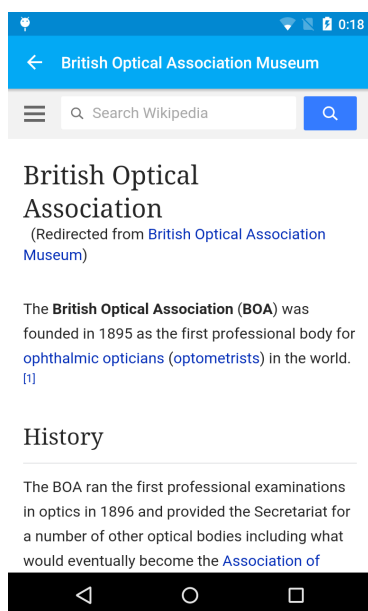 0:18
British Optical Association Museum
Search Wikipedia
British Optical
Association
(Redirected from British Optical Association
Museum)
The British Optical Association (BOA) was
founded in 1895 as the first professional body for
ophthalmic opticians (optometrists) in the world.
[1]
History
The BOA ran the first professional examinations
in optics in 1896 and provided the Secretariat for
a number of other optical bodies including what
would eventually become the Association of